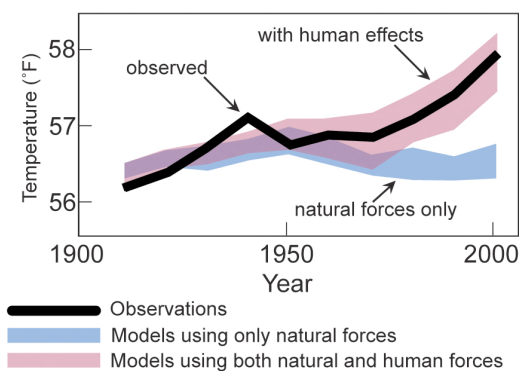 58
with human effects
observed
57
Temperature (°F)
56
natural forces only
1900
1950
2000
Year
Observations
Models using only natural forces
Models using both natural and human forces